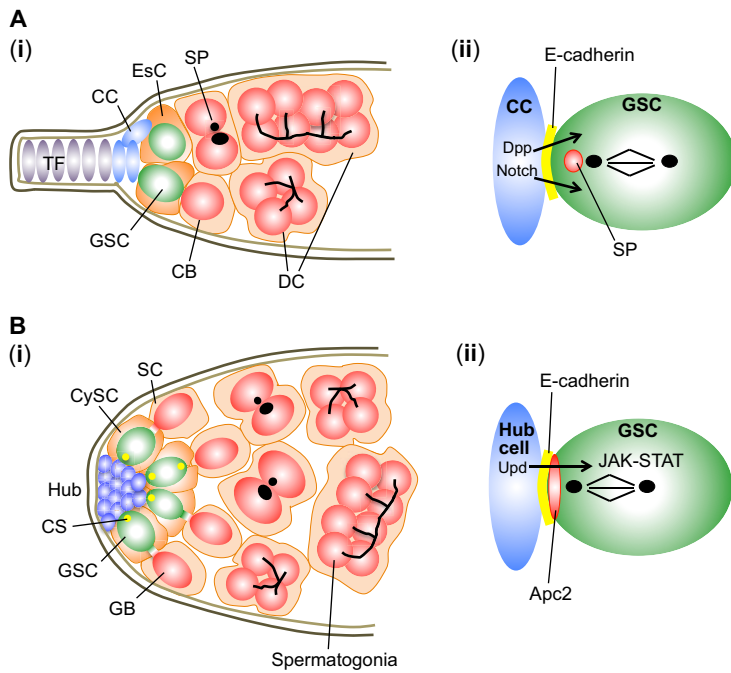 A
(i)
SP
EsC
CC
TF
GSC
CB
DC
(ii)
E-cadherin
CC
GSC
Dpp
Notch
SP
B
(i)
SC
CySC
Hub
CS
GSC
GB
Spermatogonia
(ii)
E-cadherin
Hub
cell
GSC
Upd
JAK-STAT
Apc2